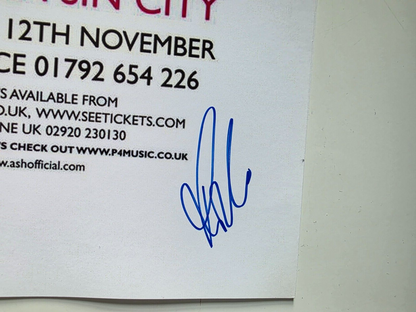 CITY
12TH NOVEMBER
CE 01792 654 226
S AVAILABLE FROM
O.UK, WWW.SEETICKETS.COM
NE UK 02920 230130
'S CHECK OUT WWW.P4MUSIC.CO.UK
w.ashofficial.com